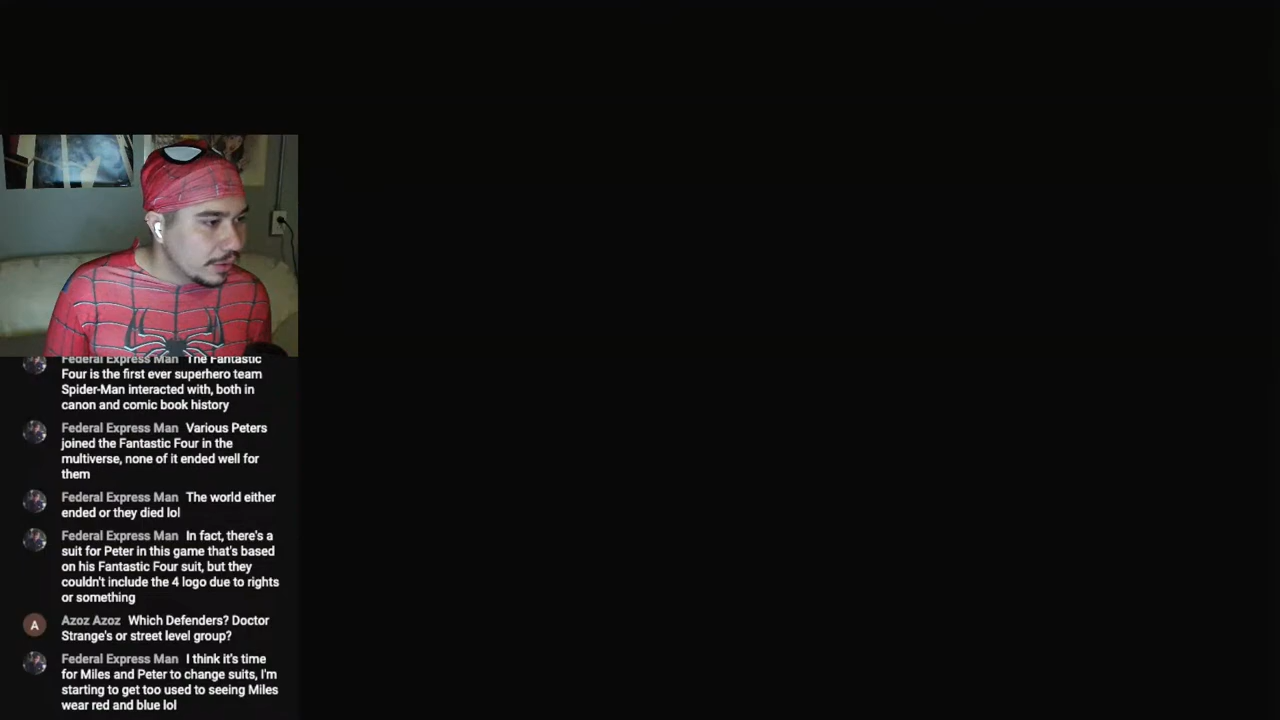 Federal Express Man The Fantastic
Four is the first ever superhero team
Spider-Man interacted with, both in
canon and comic book history
Federal Express Man Various Peters
joined the Fantastic Four in the
multiverse, none of it ended well for
them
Federal Express Man The world either
ended or they died lol
Federal Express Man In fact, there's a
suit for Peter in this game that's based
on his Fantastic Four suit, but they
couldn't include the 4 logo due to rights
or something
A
Azoz Azoz Which Defenders? Doctor
Strange's or street level group?
Federal Express Man I think it's time
for Miles and Peter to change suits, I'm
starting to get too used to seeing Miles
wear red and blue lol